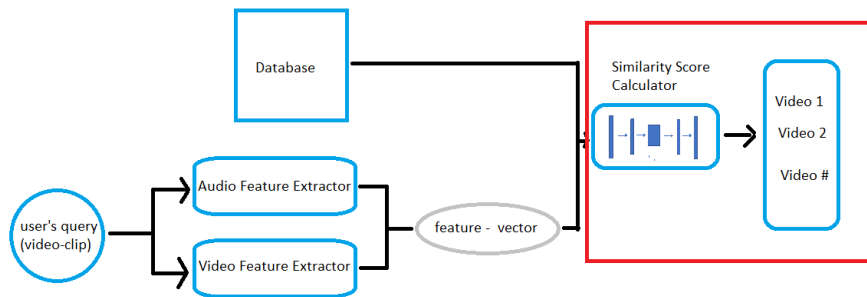 Database
Similarity Score
Calculator
Video 1
Video 2
Video #
Audio Feature Extractor
user's query
(video-clip)
feature - vector
Video Feature Extractor